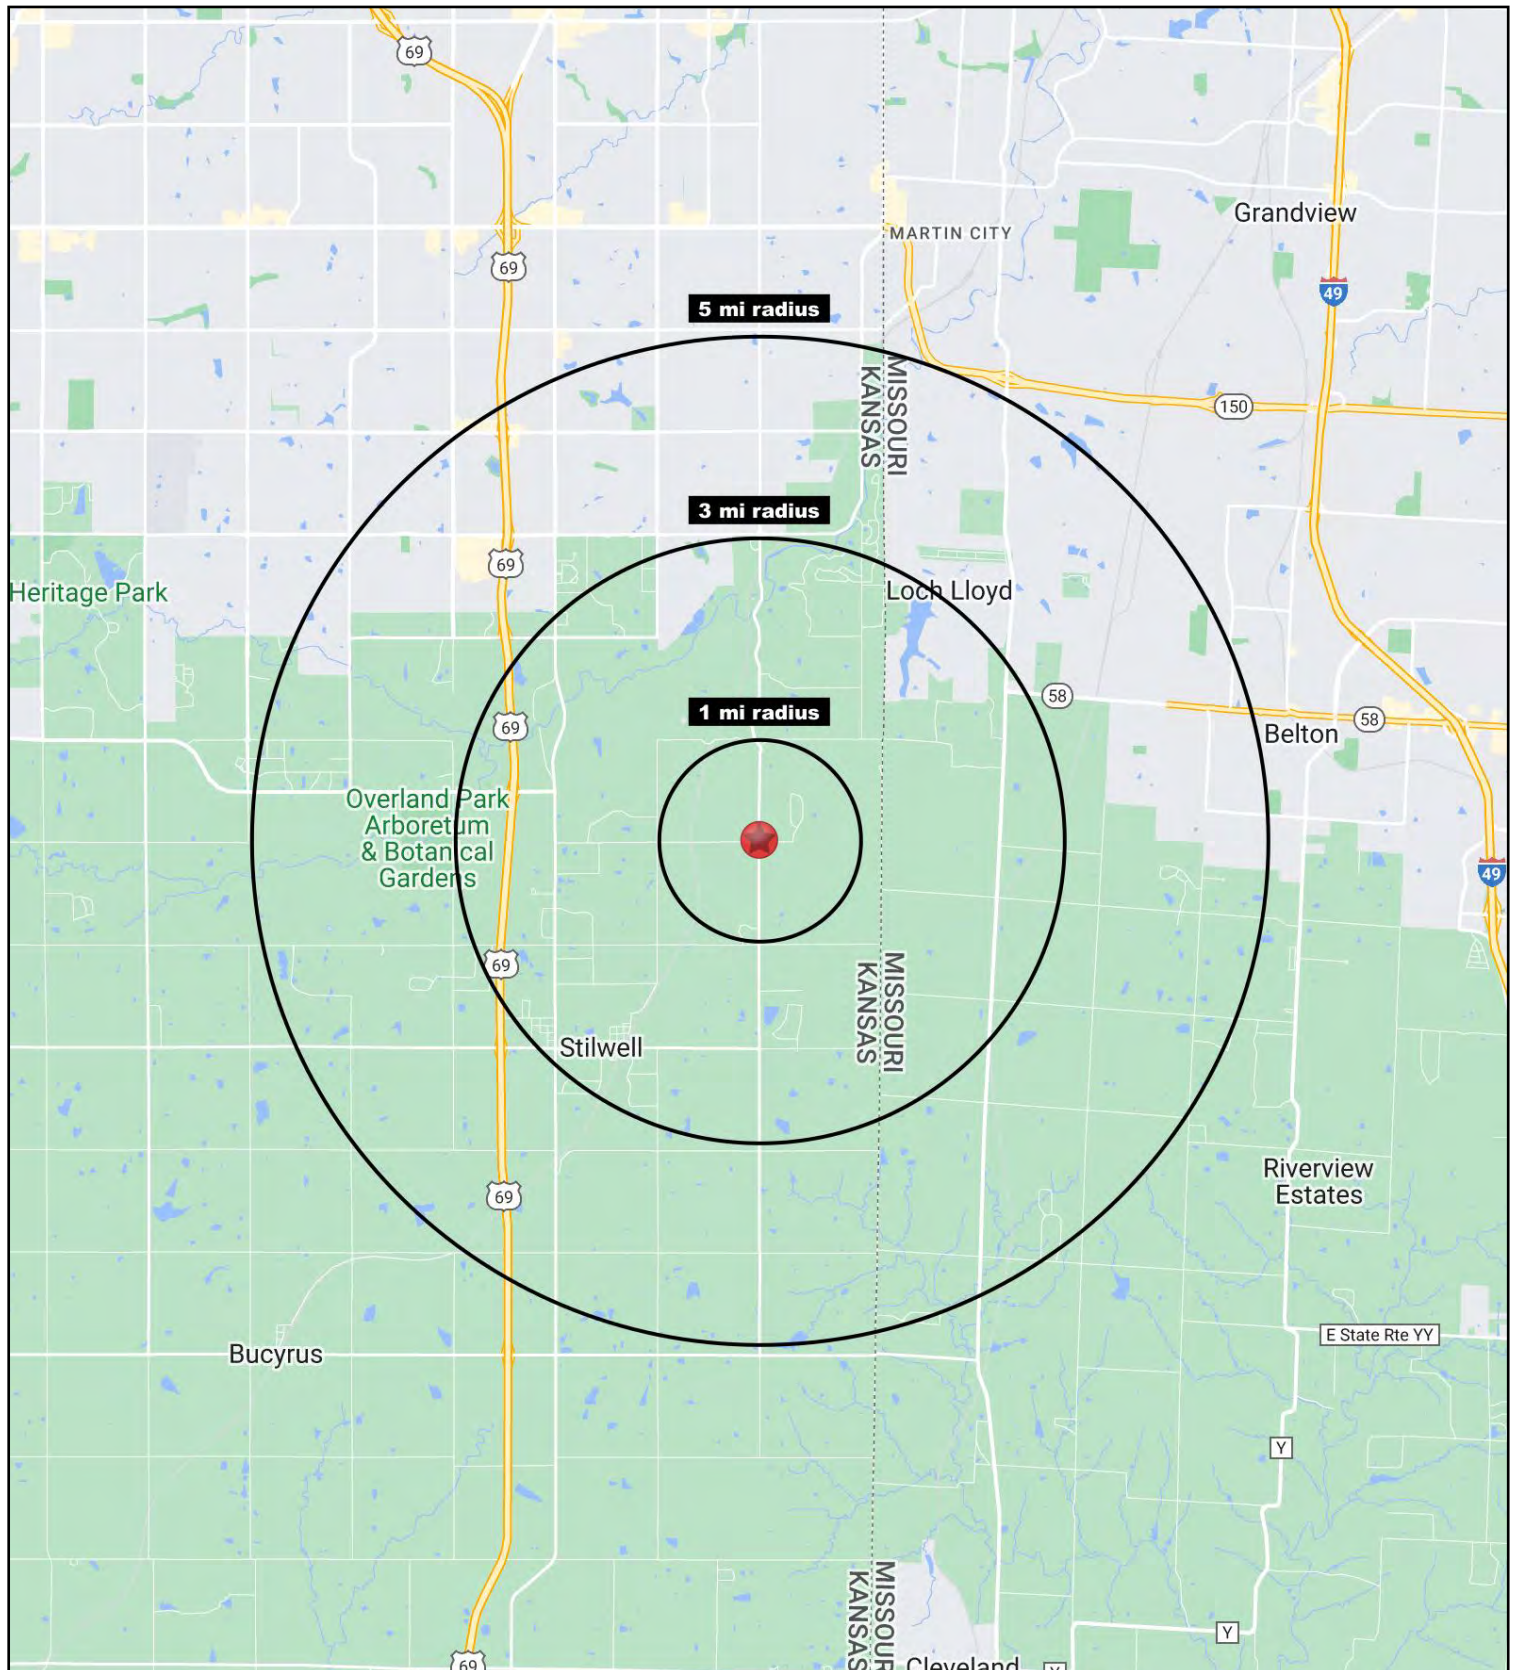 69
Grandview
MARTIN CITY
69
49
5 mi radius
MISSOURI
KANSAS
150
3 mi radius
69
Heritage Park
Loch Lloyd
58
1 mi radius
58
69
Belton
Overland Park
Arboretum
& Botanical
Gardens
49
69
MISSOURI
KANSAS
Stilwell
Riverview
Estates
69
E State Rte YY
Bucyrus
Y
MISSOUR
KANSAS
Y
69
Cleveland